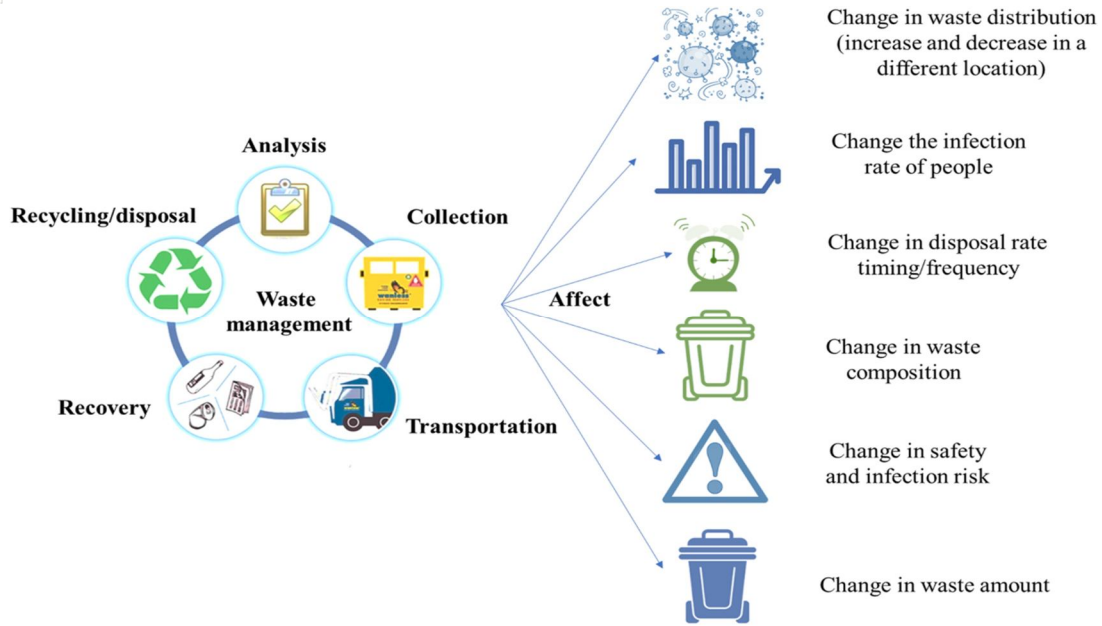 Analysis
Recycling/disposal
Collection
Waste
management
Recovery
Transportation
Affect
Change in waste distribution
(increase and decrease in a
different location)
Change the infection
rate of people
Change in disposal rate
timing/frequency
Change in waste
composition
Change in safety
and infection risk
Change in waste amount